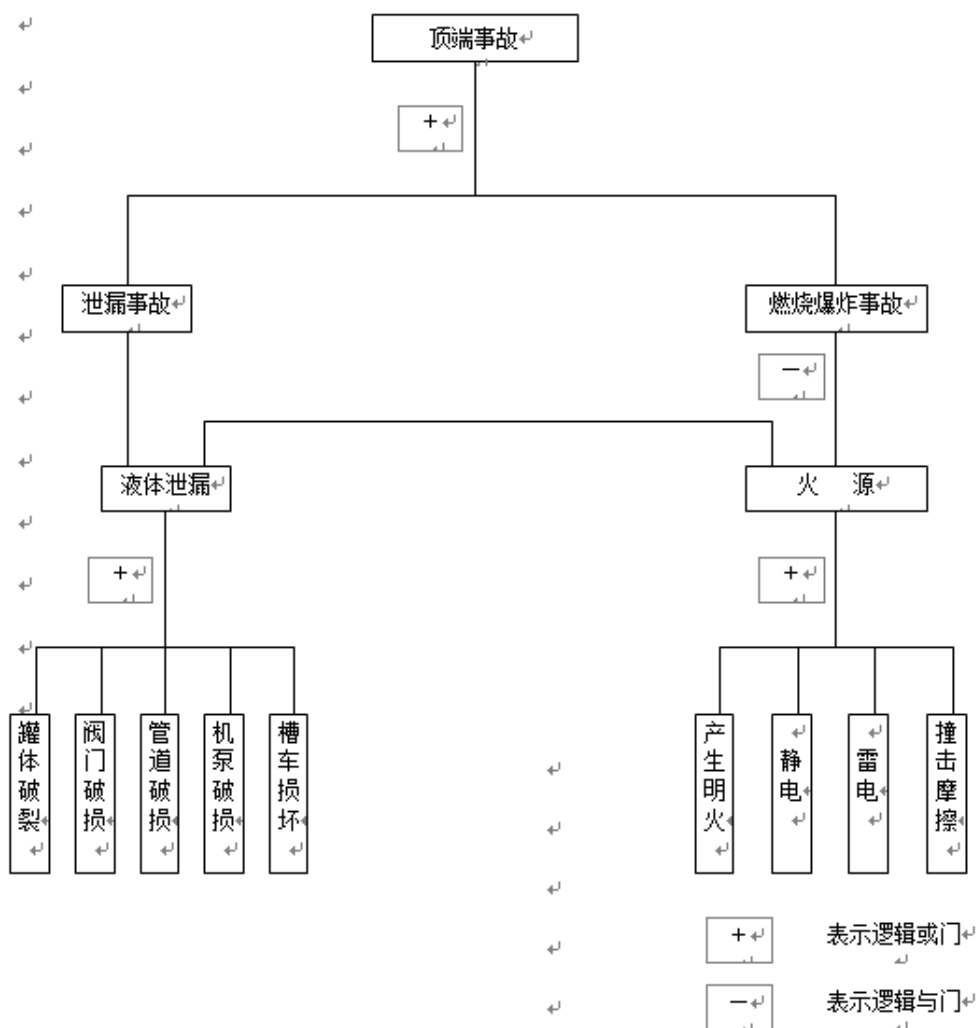 顶端事故
+
泄漏事故
燃烧爆炸事故
－
液体泄漏
火 源
+
+
罐体破裂
阀门破损
管道破损
机泵破损
槽车损坏
产生明火
静电
雷电
撞击摩擦
+ 表示逻辑或门
－ 表示逻辑与门